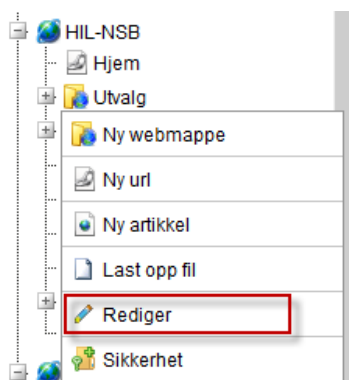 HIL-NSB
Hjem
Utvalg
Ny webmappe
Ny url
Ny artikkel
Last opp fil
Rediger
Sikkerhet